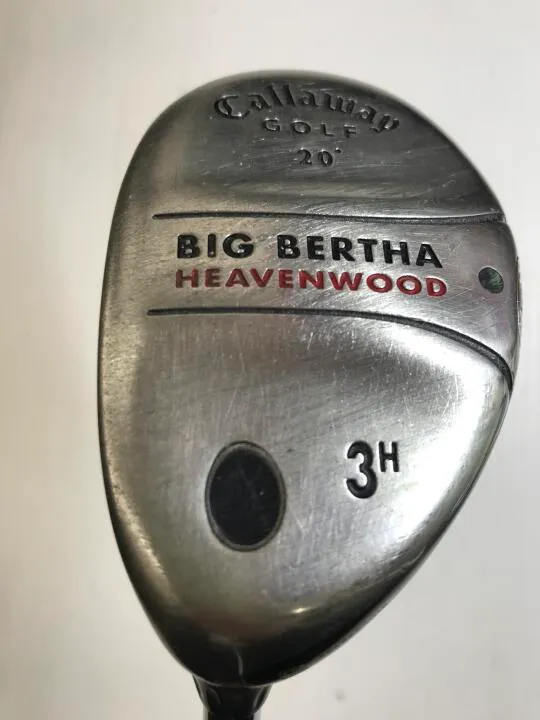 Callaway
GOLF
20°
BIG BERTHA
HEAVENWOOD
3H